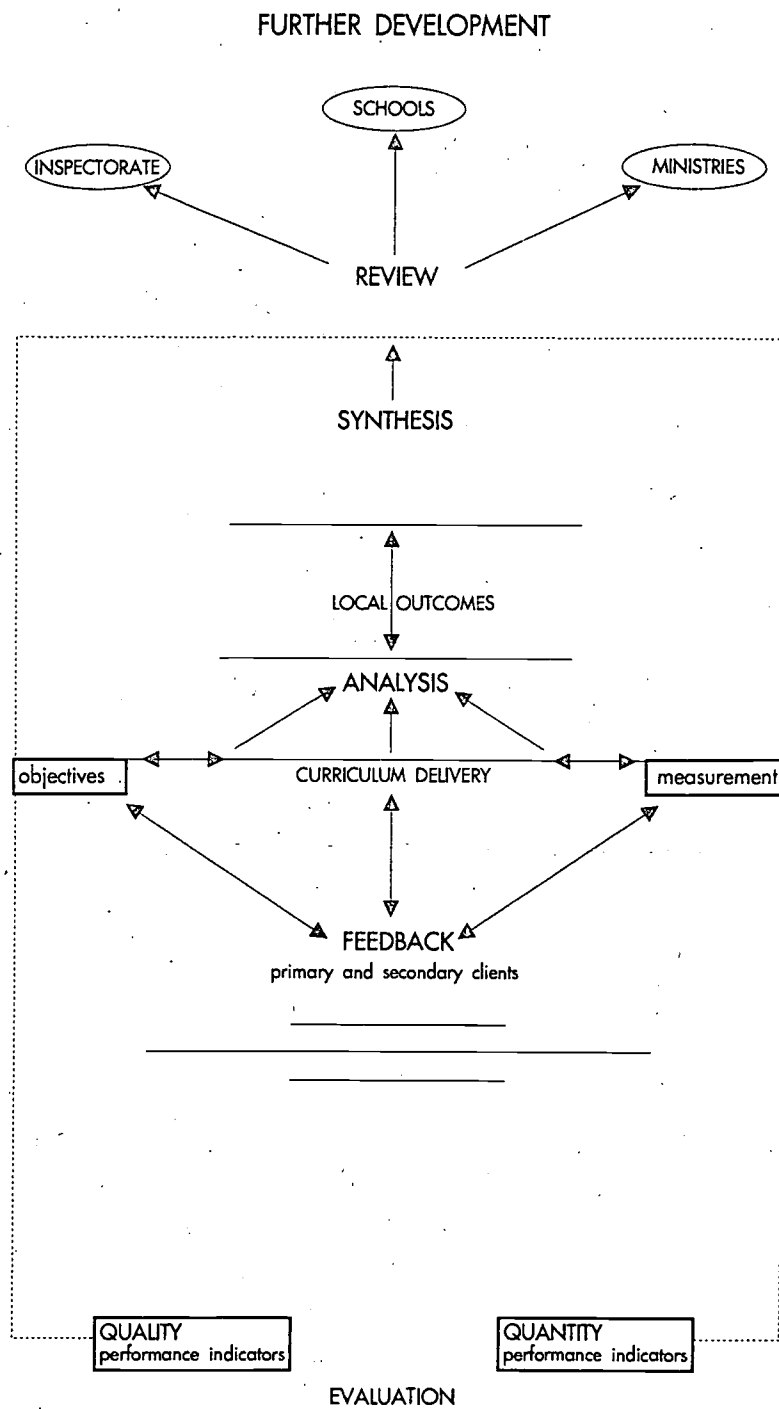 FURTHER DEVELOPMENT
SCHOOLS
INSPECTORATE
MINISTRIES
REVIEW
SYNTHESIS
LOCAL OUTCOMES
ANALYSIS
objectives
CURRICULUM DELIVERY
measurement
FEEDBACK
primary and secondary clients
QUALITY
performance indicators
QUANTITY
performance indicators
EVALUATION